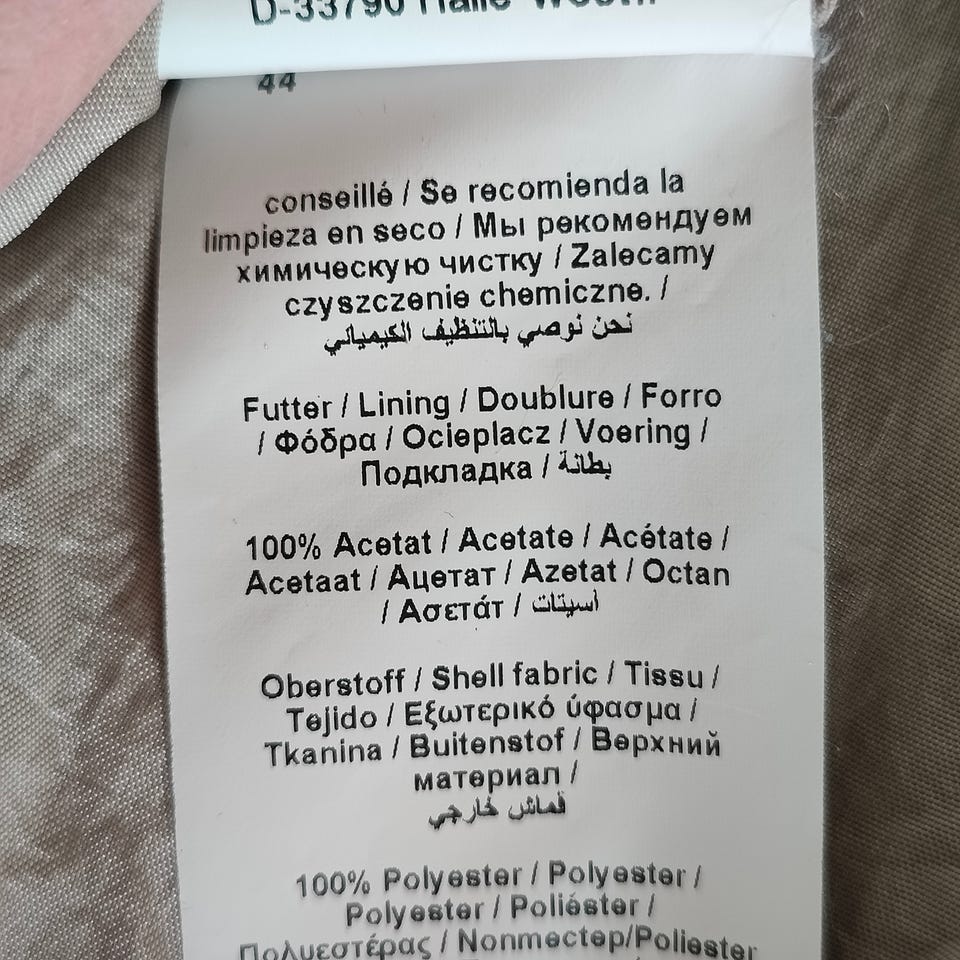 D-33790 Halle-Westf.
44
conseillé / Se recomienda la
limpieza en seco / Мы рекомендуем
химическую чистку / Zalecamy
czyszczenie chemiczne. /
نحن نوصي بالتنظيف الكيميائي
Futter / Lining / Doublure / Forro
/ Φόδρα / Ocieplacz / Voering /
Подкладка / بطانة
100% Acetat / Acetate / Acétate /
Acetaat / Ацетат / Azetat / Octan
/ Ασετάτ / أسيتات
Oberstoff / Shell fabric / Tissu /
Tejido / Εξωτερικό ύφασμα /
Tkanina / Buitenstof / Верхний
материал /
قماش خارجي
100% Polyester / Polyester /
Polyester / Poliéster /
Πολυεστέρας / Nonmecтep/Poliester